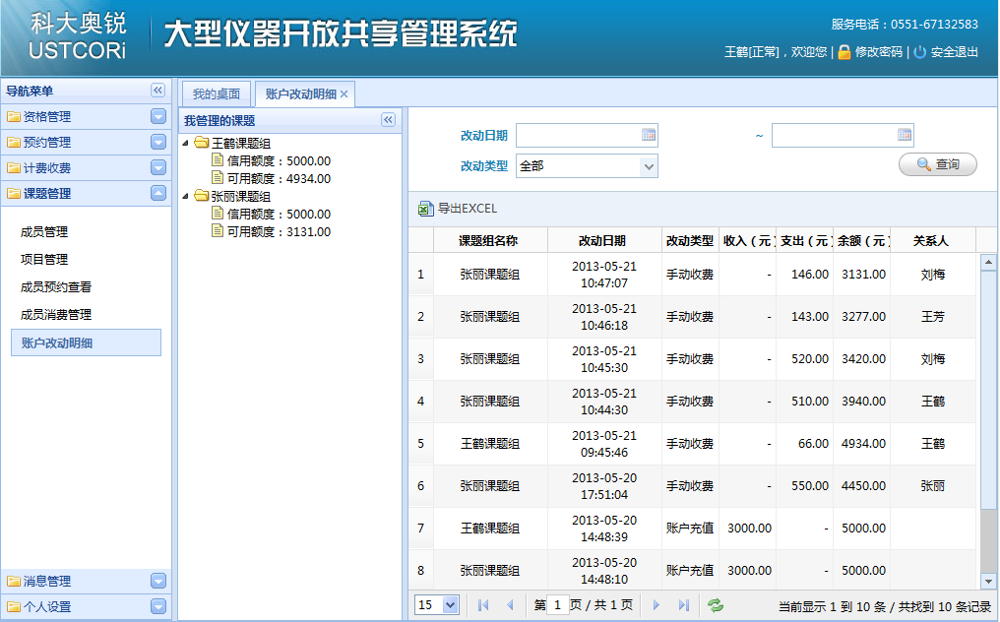 科大奥锐
USTCORi
大型仪器开放共享管理系统
服务电话：0551-67132583
王鹤[正常]，欢迎您 | 修改密码 | 安全退出
导航菜单
资格管理
预约管理
计费收费
课题管理
成员管理
项目管理
成员预约查看
成员消费管理
账户改动明细
消息管理
个人设置
我的桌面 账户改动明细
我管理的课题
王鹤课题组
信用额度：5000.00
可用额度：4934.00
张丽课题组
信用额度：5000.00
可用额度：3131.00
改动日期 ~
改动类型 全部 查询
导出EXCEL
课题组名称 改动日期 改动类型 收入（元） 支出（元） 余额（元） 关系人
1 张丽课题组 2013-05-21 10:47:07 手动收费 - 146.00 3131.00 刘梅
2 张丽课题组 2013-05-21 10:46:18 手动收费 - 143.00 3277.00 王芳
3 张丽课题组 2013-05-21 10:45:30 手动收费 - 520.00 3420.00 刘梅
4 张丽课题组 2013-05-21 10:44:30 手动收费 - 510.00 3940.00 王鹤
5 王鹤课题组 2013-05-21 09:45:46 手动收费 - 66.00 4934.00 王鹤
6 张丽课题组 2013-05-20 17:51:04 手动收费 - 550.00 4450.00 张丽
7 王鹤课题组 2013-05-20 14:48:39 账户充值 3000.00 - 5000.00
8 张丽课题组 2013-05-20 14:48:10 账户充值 3000.00 - 5000.00
15 第 1 页 / 共 1 页 当前显示 1 到 10 条 / 共找到 10 条记录